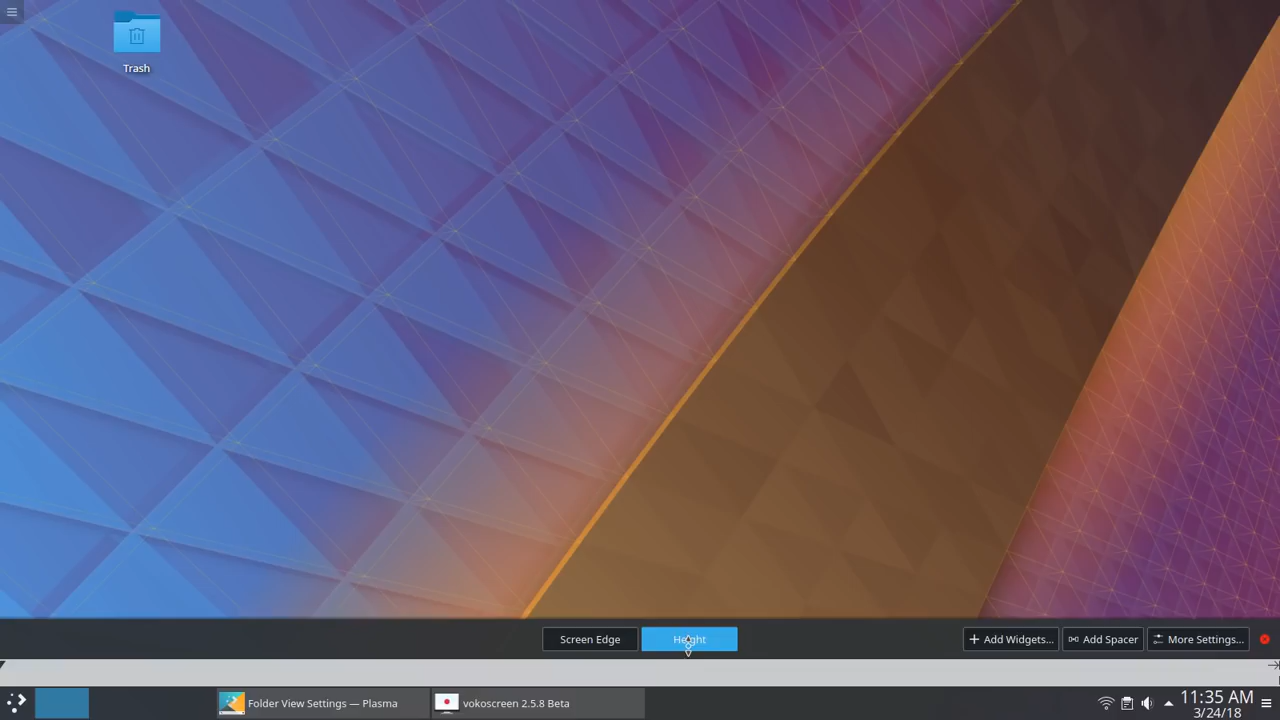 Trash
Screen Edge
Height
Add Widgets...
Add Spacer
More Settings...
Folder View Settings — Plasma
vokoscreen 2.5.8 Beta
11:35 AM
3/24/18